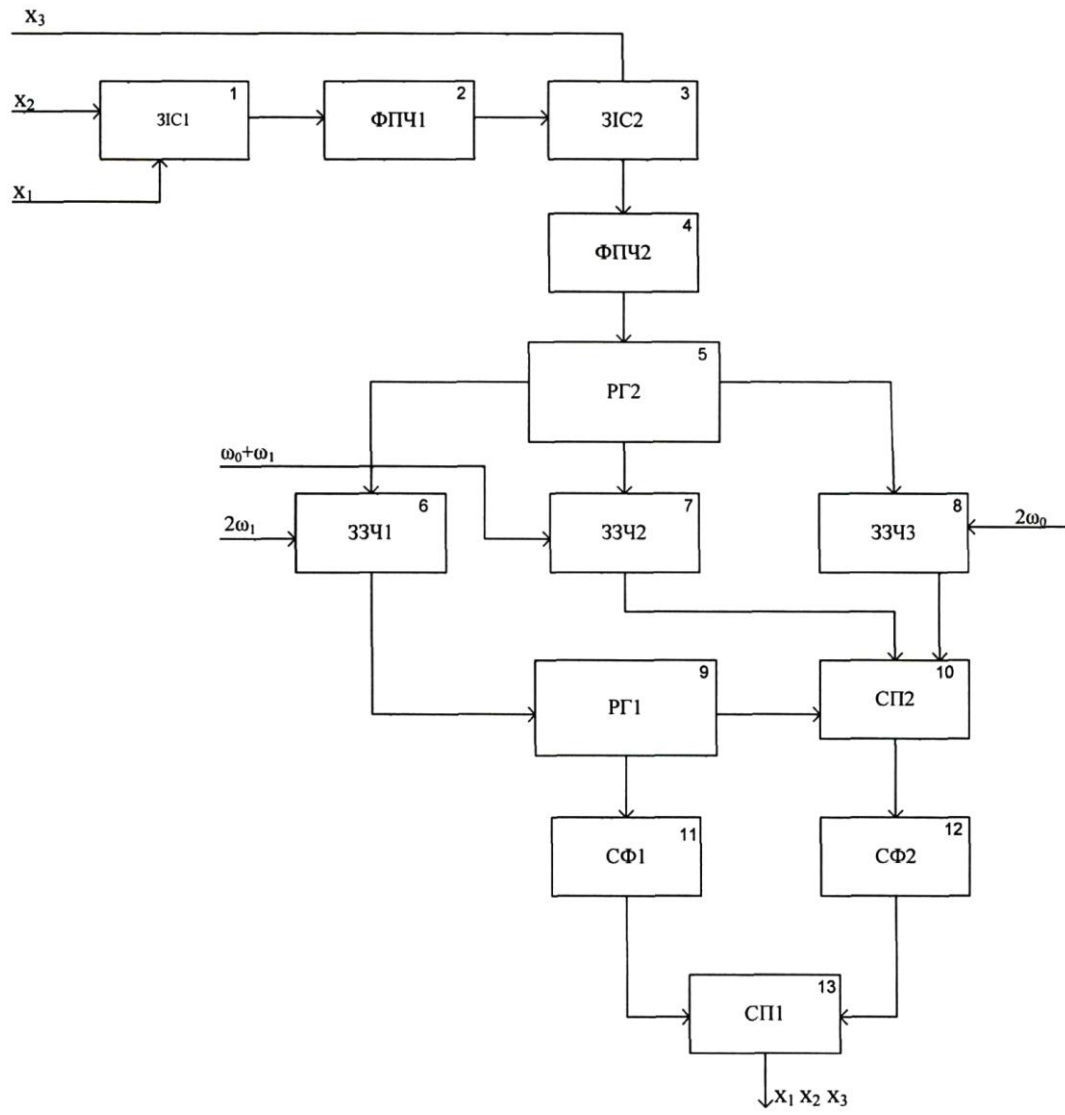 X₃
1
2
3
X₂
ЗІС1
ФПЧ1
ЗІС2
X₁
4
ФПЧ2
5
РГ2
ω₀+ω₁
6
7
8
2ω₁
ЗЗЧ1
ЗЗЧ2
ЗЗЧ3
2ω₀
9
10
РГ1
СП2
11
12
СФ1
СФ2
13
СП1
X₁ X₂ X₃